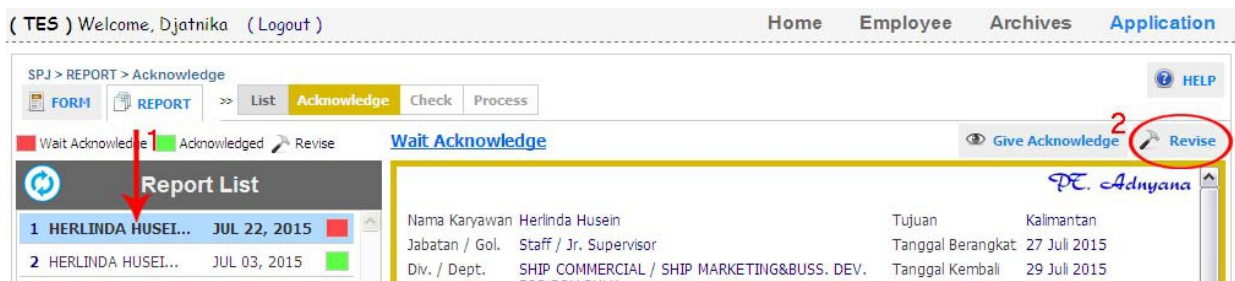 ( TES ) Welcome, Djatnika ( Logout )
Home Employee Archives Application
SPJ > REPORT > Acknowledge
HELP
FORM REPORT >> List Acknowledge Check Process
Wait Acknowledge 1 Acknowledged Revise
Wait Acknowledge
Give Acknowledge 2 Revise
Report List
PT. Adnyana
1 HERLINDA HUSEI... JUL 22, 2015
2 HERLINDA HUSEI... JUL 03, 2015
Nama Karyawan Herlinda Husein Tujuan Kalimantan
Jabatan / Gol. Staff / Jr. Supervisor Tanggal Berangkat 27 Juli 2015
Div. / Dept. SHIP COMMERCIAL / SHIP MARKETING&BUSS. DEV. Tanggal Kembali 29 Juli 2015